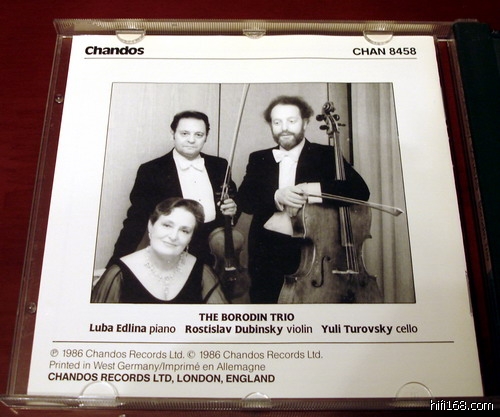 Chandos CHAN 8458
THE BORODIN TRIO
Luba Edlina piano Rostislav Dubinsky violin Yuli Turovsky cello
℗ 1986 Chandos Records Ltd. © 1986 Chandos Records Ltd.
Printed in West Germany/Imprimé en Allemagne
CHANDOS RECORDS LTD, LONDON, ENGLAND
hifi168.com